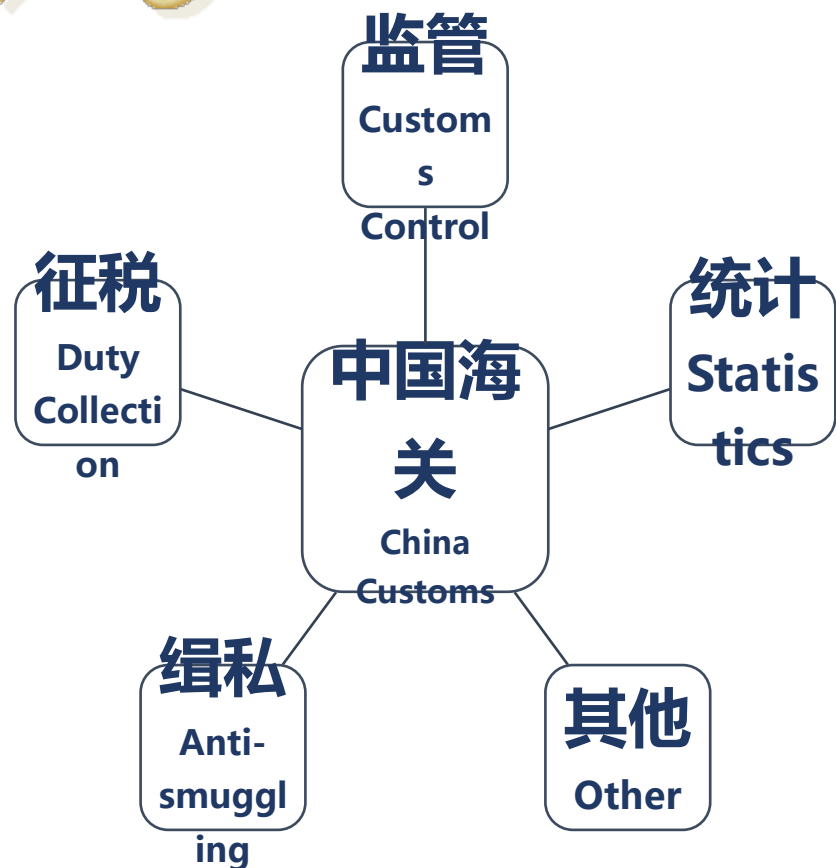 监管
Custom
s
Control
征税
Duty
Collecti
on
统计
Statis
tics
中国海
关
China
Customs
缉私
Anti-
smuggl
ing
其他
Other